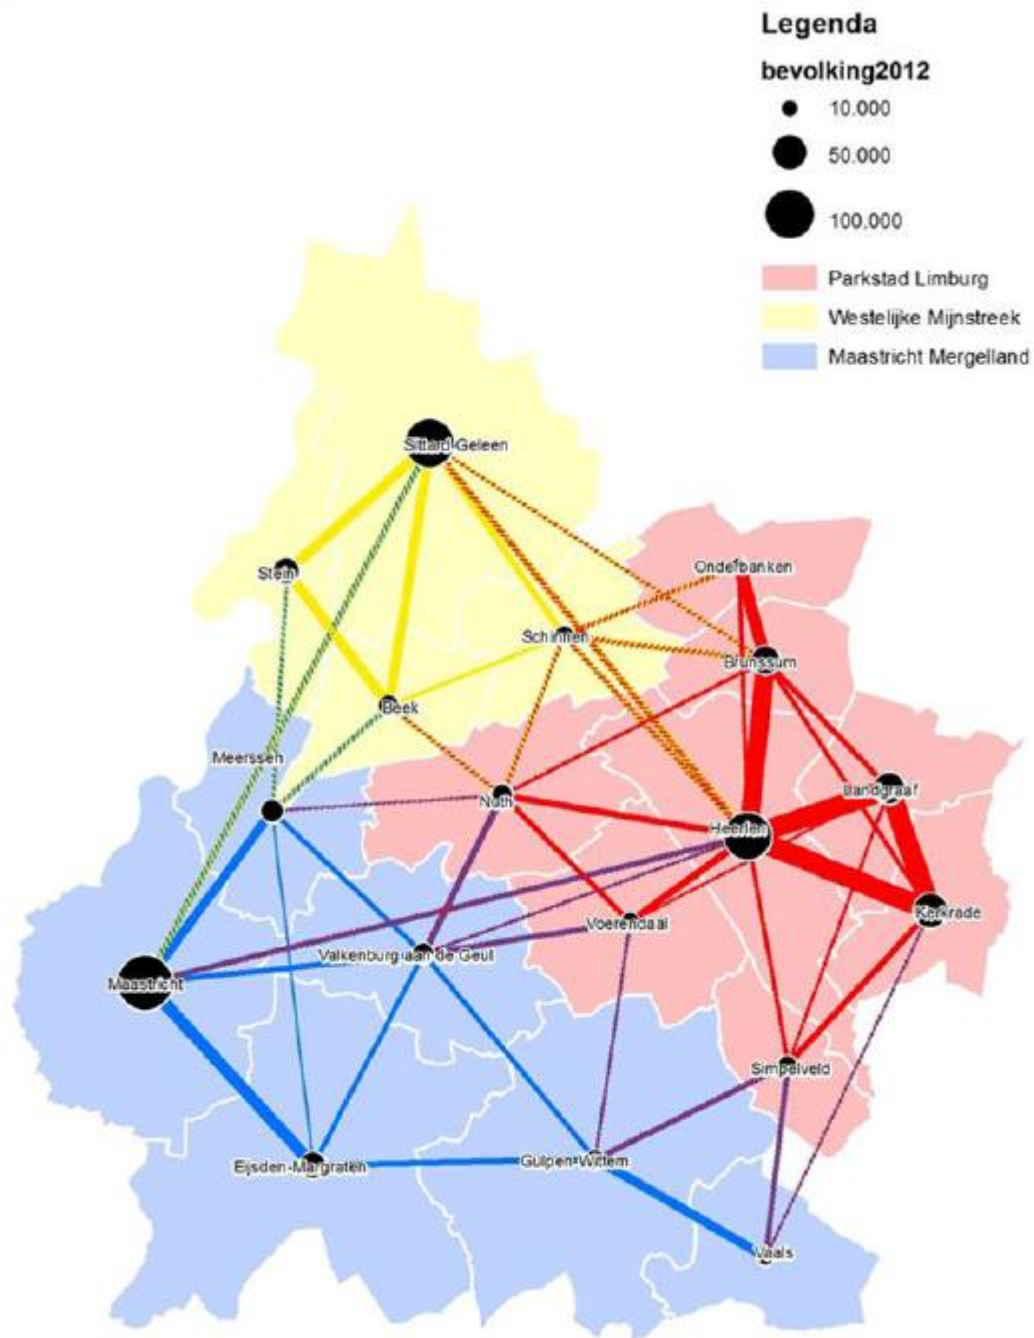 Legenda
bevolking2012
10.000
50.000
100.000
Parkstad Limburg
Westelijke Mijnstreek
Maastricht Mergelland
Sittard-Geleen
Stein
Onderbanken
Schinnen
Brunssum
Beek
Meerssen
Nuth
Landgraaf
Heerlen
Kerkrade
Voerendaal
Valkenburg aan de Geul
Maastricht
Simpelveld
Eijsden-Margraten
Gulpen-Wittem
Vaals